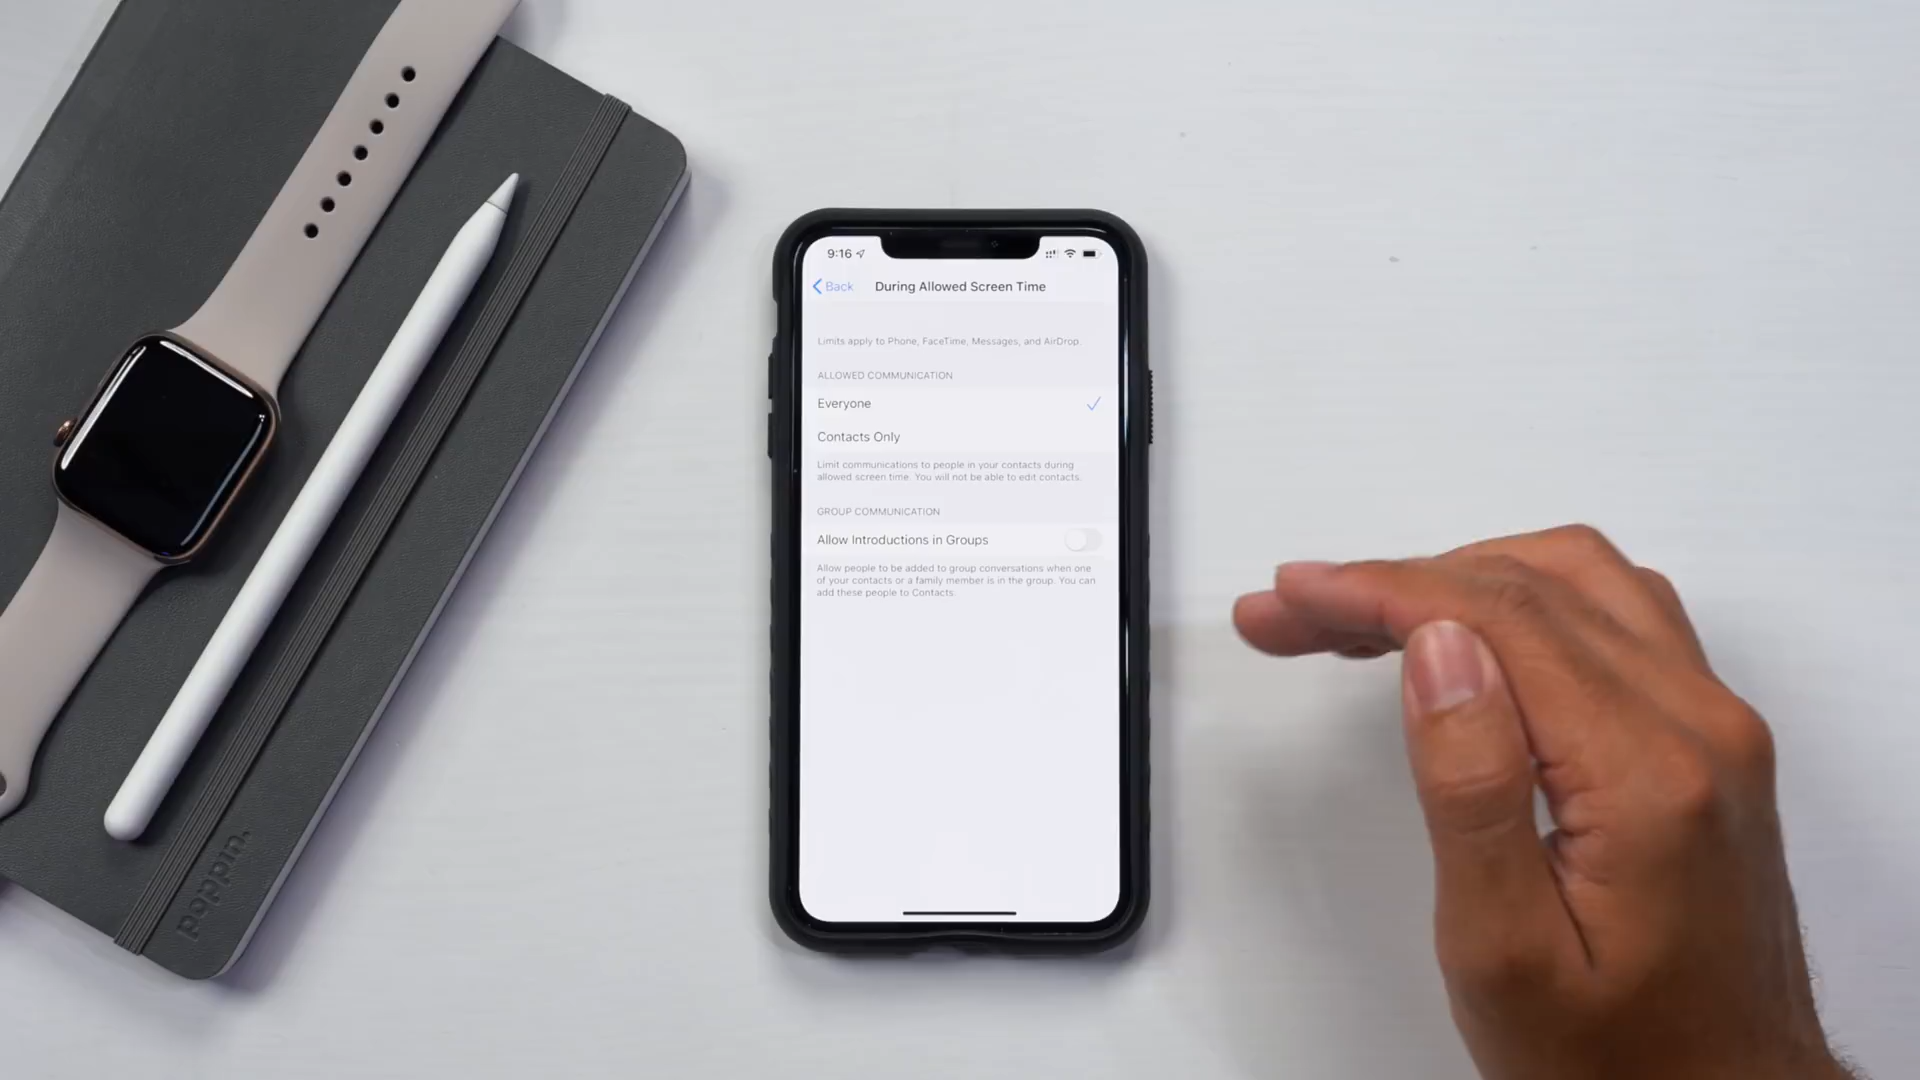 9:16
Back
During Allowed Screen Time
Limits apply to Phone, FaceTime, Messages, and AirDrop.
ALLOWED COMMUNICATION
Everyone
Contacts Only
Limit communications to people in your contacts during
allowed screen time. You will not be able to edit contacts.
GROUP COMMUNICATION
Allow Introductions in Groups
Allow people to be added to group conversations when one
of your contacts or a family member is in the group. You can
add these people to Contacts.
poppin.